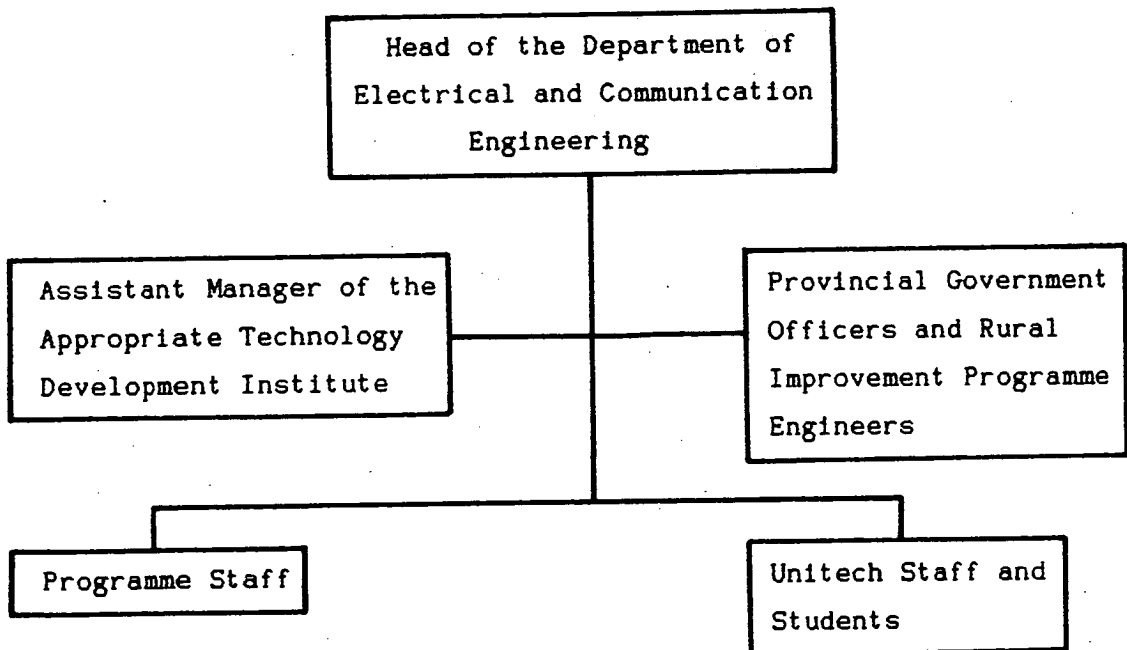 Head of the Department of
Electrical and Communication
Engineering
Assistant Manager of the
Appropriate Technology
Development Institute
Provincial Government
Officers and Rural
Improvement Programme
Engineers
Programme Staff
Unitech Staff and
Students